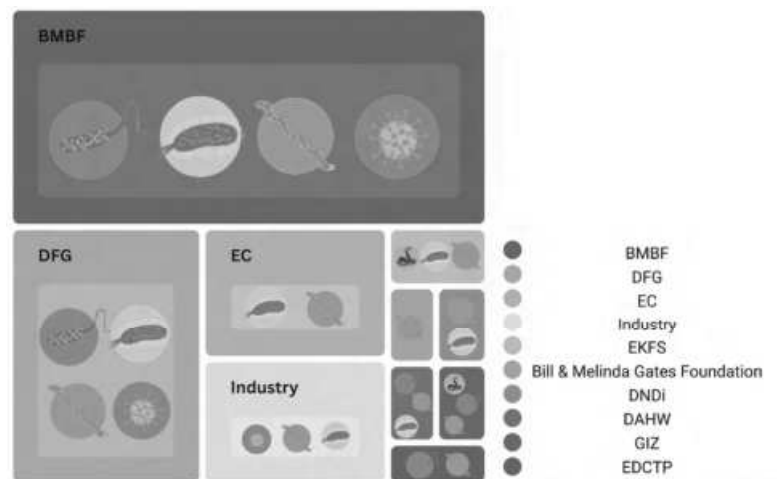 BMBF
DFG
EC
Industry
BMBF
DFG
EC
Industry
EKFS
Bill & Melinda Gates Foundation
DNDi
DAHW
GIZ
EDCTP